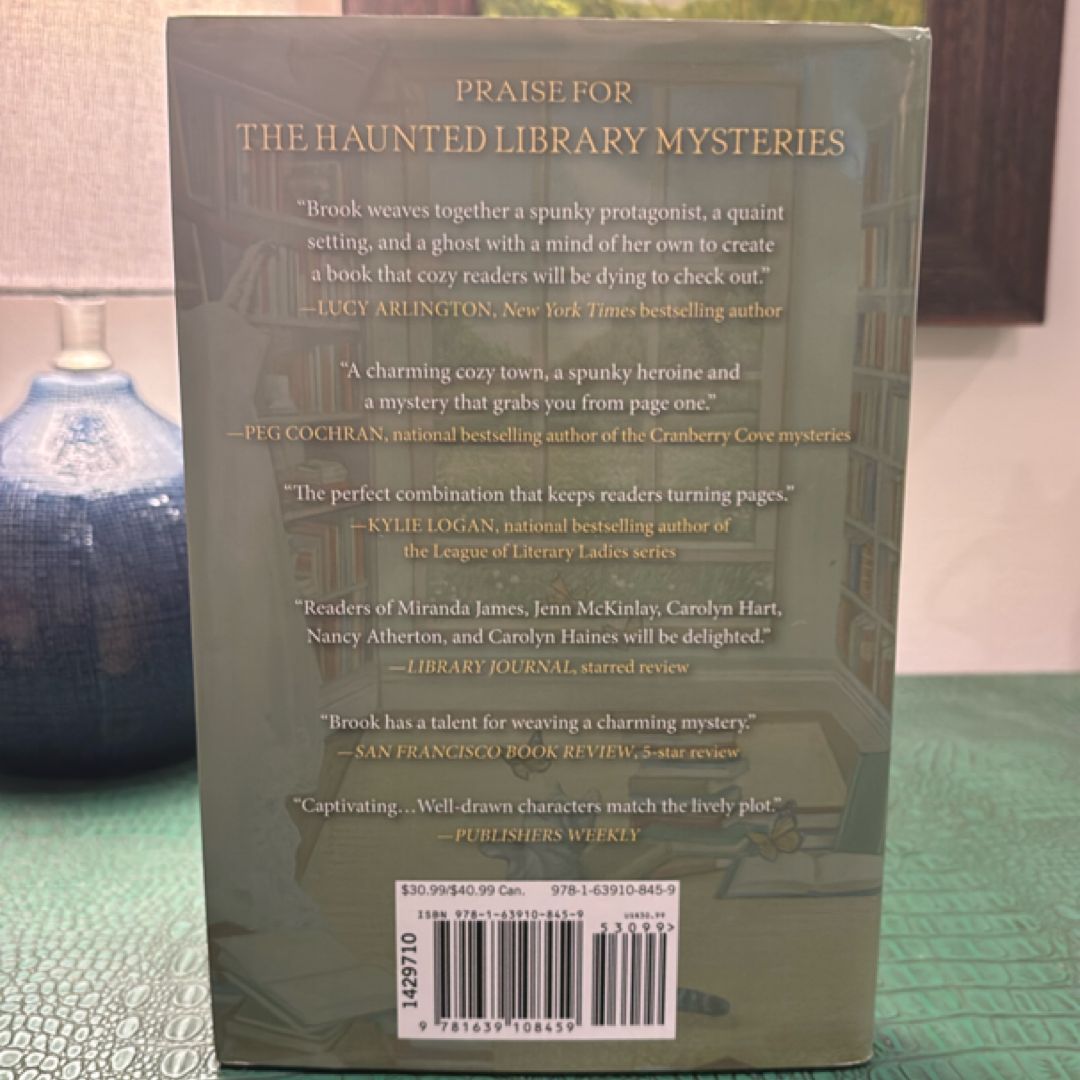 PRAISE FOR
THE HAUNTED LIBRARY MYSTERIES
“Brook weaves together a spunky protagonist, a quaint
setting, and a ghost with a mind of her own to create
a book that cozy readers will be dying to check out.”
—LUCY ARLINGTON, New York Times bestselling author
“A charming cozy town, a spunky heroine and
a mystery that grabs you from page one.”
—PEG COCHRAN, national bestselling author of the Cranberry Cove mysteries
“The perfect combination that keeps readers turning pages.”
—KYLIE LOGAN, national bestselling author of
the League of Literary Ladies series
“Readers of Miranda James, Jenn McKinlay, Carolyn Hart,
Nancy Atherton, and Carolyn Haines will be delighted.”
—LIBRARY JOURNAL, starred review
“Brook has a talent for weaving a charming mystery.”
—SAN FRANCISCO BOOK REVIEW, 5-star review
“Captivating…Well-drawn characters match the lively plot.”
—PUBLISHERS WEEKLY
$30.99/$40.99 Can. 978-1-63910-845-9
ISBN 978-1-63910-845-9 US$30.99
53099>
1429710
9 781639 108459